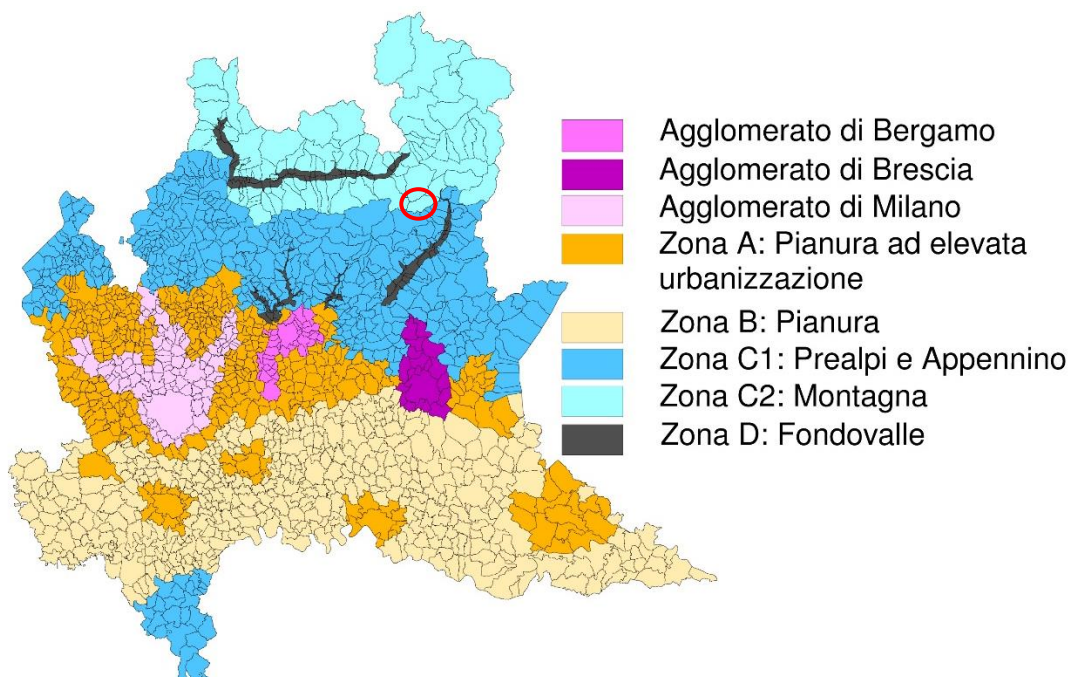 Agglomerato di Bergamo
Agglomerato di Brescia
Agglomerato di Milano
Zona A: Pianura ad elevata
urbanizzazione
Zona B: Pianura
Zona C1: Prealpi e Appennino
Zona C2: Montagna
Zona D: Fondovalle